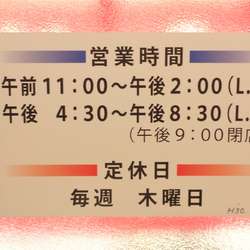 営業時間
午前11:00～午後2:00(L.
午後 4:30～午後8:30(L.
(午後9:00閉店
定休日
毎週 木曜日
H30.